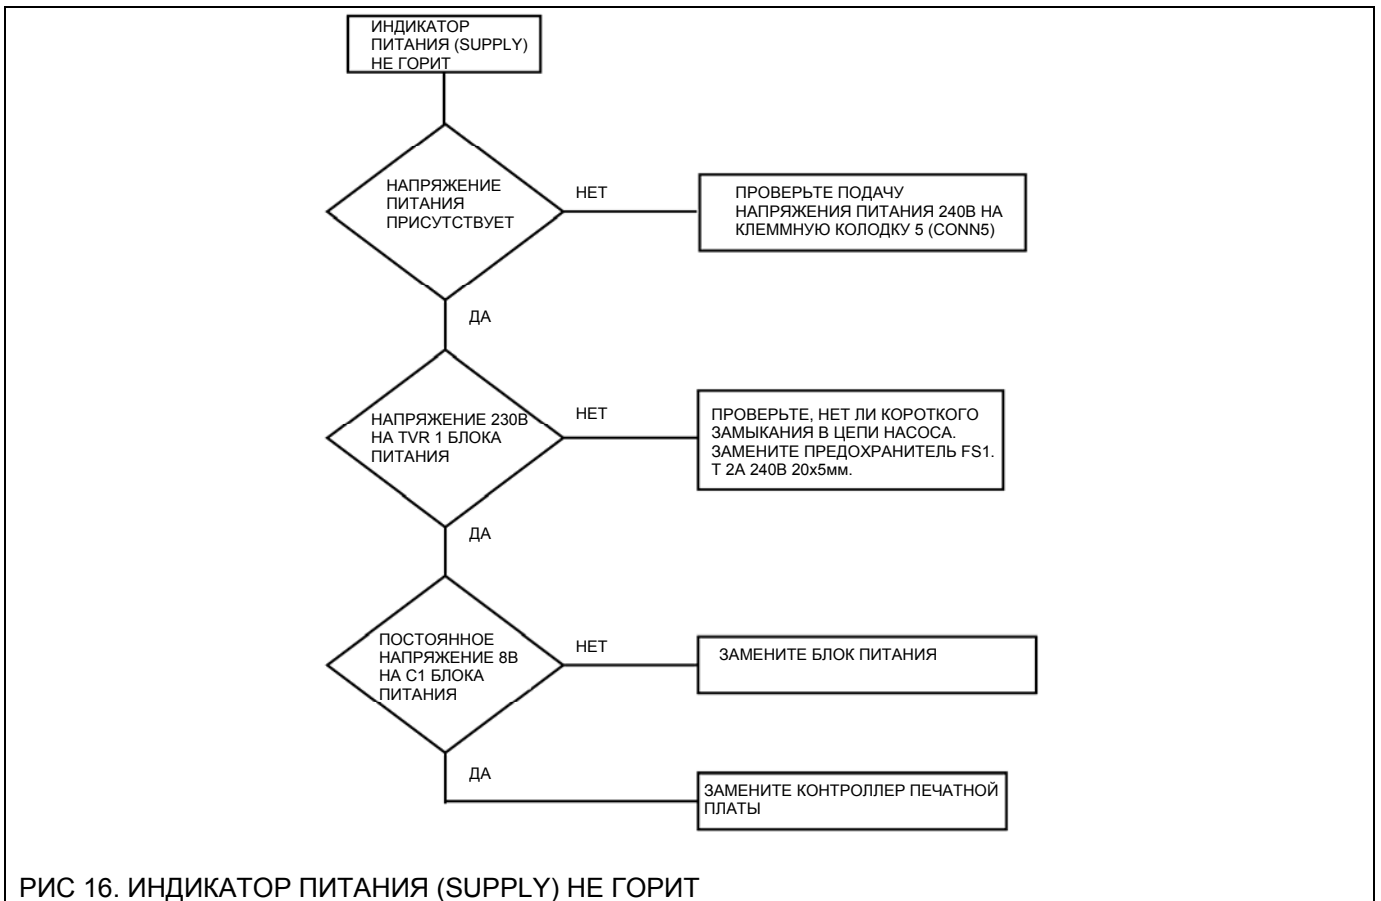 ИНДИКАТОР
ПИТАНИЯ (SUPPLY)
НЕ ГОРИТ
НАПРЯЖЕНИЕ
ПИТАНИЯ
ПРИСУТСТВУЕТ
НЕТ
ПРОВЕРЬТЕ ПОДАЧУ
НАПРЯЖЕНИЯ ПИТАНИЯ 240В НА
КЛЕММНУЮ КОЛОДКУ 5 (CONN5)
ДА
НАПРЯЖЕНИЕ 230В
НА TVR 1 БЛОКА
ПИТАНИЯ
НЕТ
ПРОВЕРЬТЕ, НЕТ ЛИ КОРОТКОГО
ЗАМЫКАНИЯ В ЦЕПИ НАСОСА.
ЗАМЕНИТЕ ПРЕДОХРАНИТЕЛЬ FS1.
Т 2А 240В 20х5мм.
ДА
ПОСТОЯННОЕ
НАПРЯЖЕНИЕ 8В
НА С1 БЛОКА
ПИТАНИЯ
НЕТ
ЗАМЕНИТЕ БЛОК ПИТАНИЯ
ДА
ЗАМЕНИТЕ КОНТРОЛЛЕР ПЕЧАТНОЙ
ПЛАТЫ
РИС 16. ИНДИКАТОР ПИТАНИЯ (SUPPLY) НЕ ГОРИТ